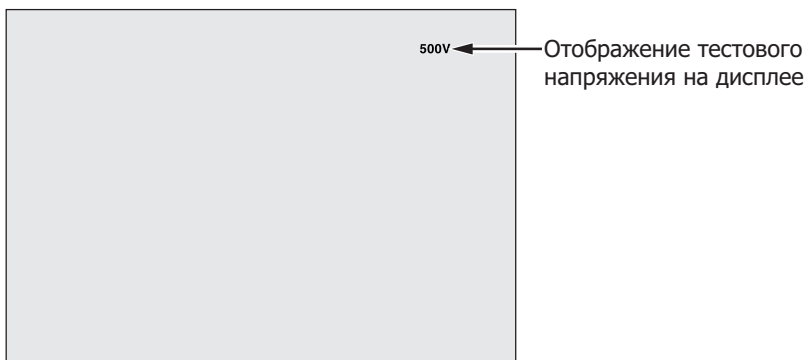 500V
Отображение тестового
напряжения на дисплее